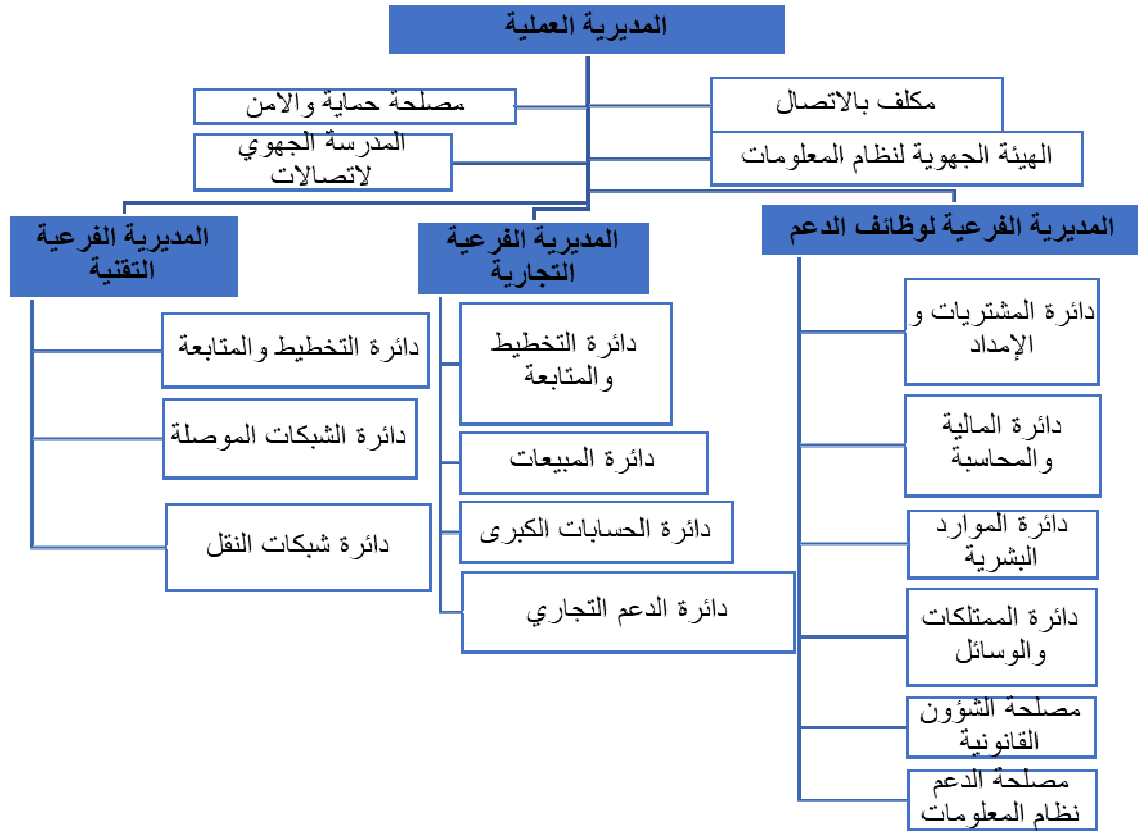 المديرية العملية
مكلف بالاتصال
مصلحة حماية والامن
الهيئة الجهوية لنظام المعلومات
المدرسة الجهوي
لاتصالات
المديرية الفرعية لوظائف الدعم
دائرة المشتريات و
الإمداد
دائرة المالية
والمحاسبة
دائرة الموارد
البشرية
دائرة الممتلكات
والوسائل
مصلحة الشؤون
القانونية
مصلحة الدعم
نظام المعلومات
المديرية الفرعية
التجارية
دائرة التخطيط
والمتابعة
دائرة المبيعات
دائرة الحسابات الكبرى
دائرة الدعم التجاري
المديرية الفرعية
التقنية
دائرة التخطيط والمتابعة
دائرة الشبكات الموصلة
دائرة شبكات النقل